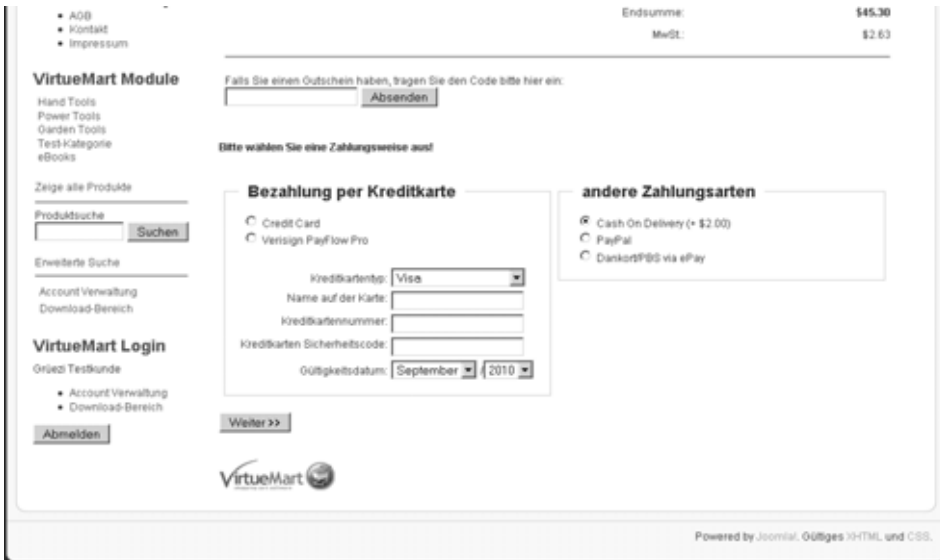 AGB
Kontakt
Impressum
Endsumme: $45.30
MwSt.: $2.63
VirtueMart Module
Hand Tools
Power Tools
Garden Tools
Test-Kategorie
eBooks
Zeige alle Produkte
Produktsuche
Suchen
Erweiterte Suche
Account Verwaltung
Download-Bereich
VirtueMart Login
Grüezi Testkunde
Account Verwaltung
Download-Bereich
Abmelden
Falls Sie einen Gutschein haben, tragen Sie den Code bitte hier ein:
Absenden
Bitte wählen Sie eine Zahlungsweise aus!
Bezahlung per Kreditkarte
Credit Card
Verisign PayFlow Pro
Kreditkartentyp: Visa
Name auf der Karte:
Kreditkartennummer:
Kreditkarten Sicherheitscode:
Gültigkeitsdatum: September / 2010
andere Zahlungsarten
Cash On Delivery (+ $2.00)
PayPal
Dankort/PBS via ePay
Weiter >>
VirtueMart
Powered by Joomla!. Gültiges XHTML und CSS.